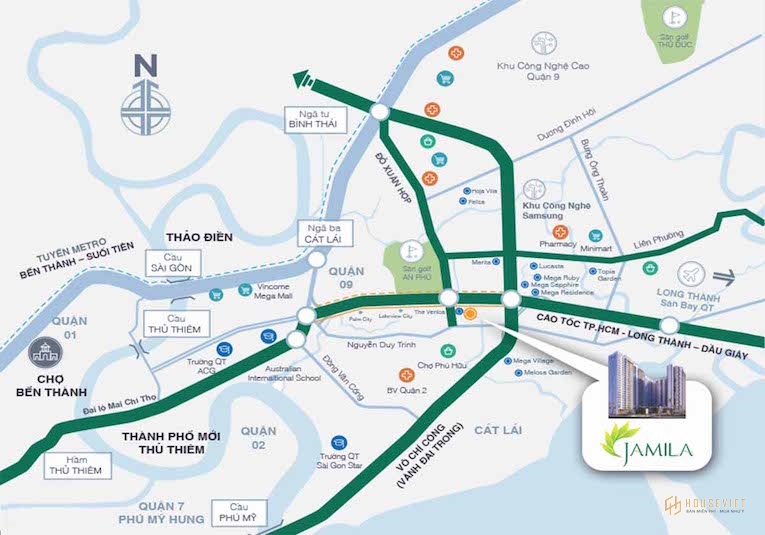 Sân golf
THỦ ĐỨC
Khu Công Nghệ Cao
Quận 9
N
Ngã tư
BÌNH THÁI
Dương Đình Hội
Bưng Ông Thoàn
ĐỖ XUÂN HỢP
Hoja Vila
Felisa
Khu Công Nghệ
Samsung
Ngã ba
CÁT LÁI
Pharmady
Minimart
Liên Phường
THẢO ĐIỀN
TUYẾN METRO
BẾN THÀNH – SUỐI TIÊN
Cầu
SÀI GÒN
Sân golf
AN PHÚ
QUẬN
09
Merita
Lucasta
Mega Ruby
Mega Sapphire
Mega Residence
Topia
Garden
LONG THÀNH
Sân Bay QT
Vincome
Mega Mall
Cầu
THỦ THIÊM
Palm City
Lakeview City
The Venica
CAO TỐC TP.HCM - LONG THÀNH – DẦU GIÂY
QUẬN
01
Nguyễn Duy Trinh
CHỢ
BẾN THÀNH
Trường QT
ACG
Australian
International School
Đồng Văn Cống
Chợ Phú Hữu
BV Quận 2
Mega Village
Melosa Garden
Đại lộ Mai Chí Thọ
JAMILA
THÀNH PHỐ MỚI
THỦ THIÊM
QUẬN
02
Trường QT
Sài Gòn Star
VÕ CHÍ CÔNG
(VÀNH ĐAI TRONG)
CÁT LÁI
Hầm
THỦ THIÊM
QUẬN 7
PHÚ MỸ HƯNG
Cầu
PHÚ MỸ
HOUSEVIET